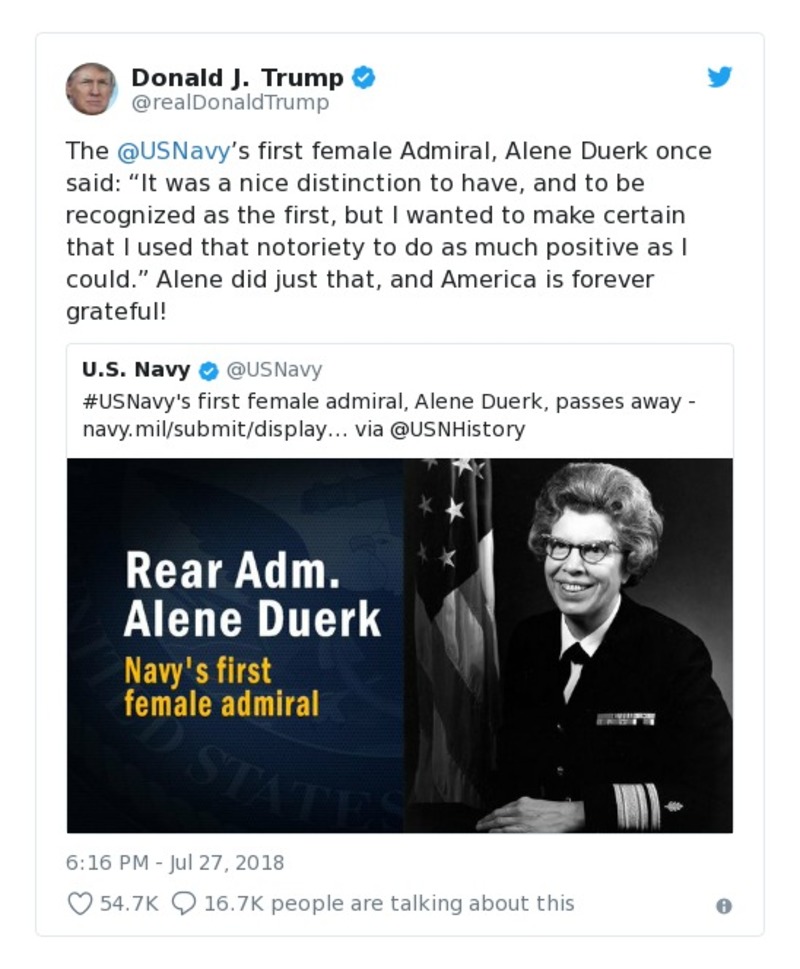 Donald J. Trump
@realDonaldTrump
The @USNavy’s first female Admiral, Alene Duerk once
said: “It was a nice distinction to have, and to be
recognized as the first, but I wanted to make certain
that I used that notoriety to do as much positive as I
could.” Alene did just that, and America is forever
grateful!
U.S. Navy @USNavy
#USNavy's first female admiral, Alene Duerk, passes away -
navy.mil/submit/display... via @USNHistory
Rear Adm.
Alene Duerk
Navy's first
female admiral
STATES
6:16 PM - Jul 27, 2018
54.7K 16.7K people are talking about this